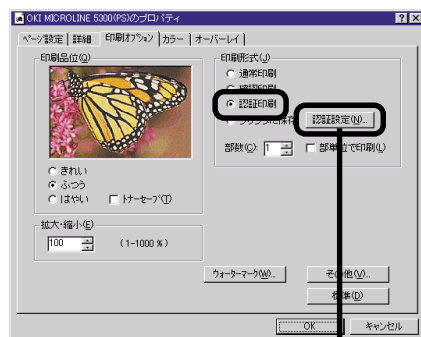 OKI MICROLINE 5300(PS)のプロパティ
ページ設定 詳細 印刷オプション カラー オーバーレイ
印刷品位(Q)
きれい
ふつう
はやい
トナーセーブ(T)
拡大・縮小(E)
100 (1-1000 %)
印刷形式(J)
通常印刷
認証印刷
認証設定(N)...
部数(C): 1
部単位で印刷(L)
ウォーターマーク(W)...
その他(V)...
標準(D)
OK
キャンセル